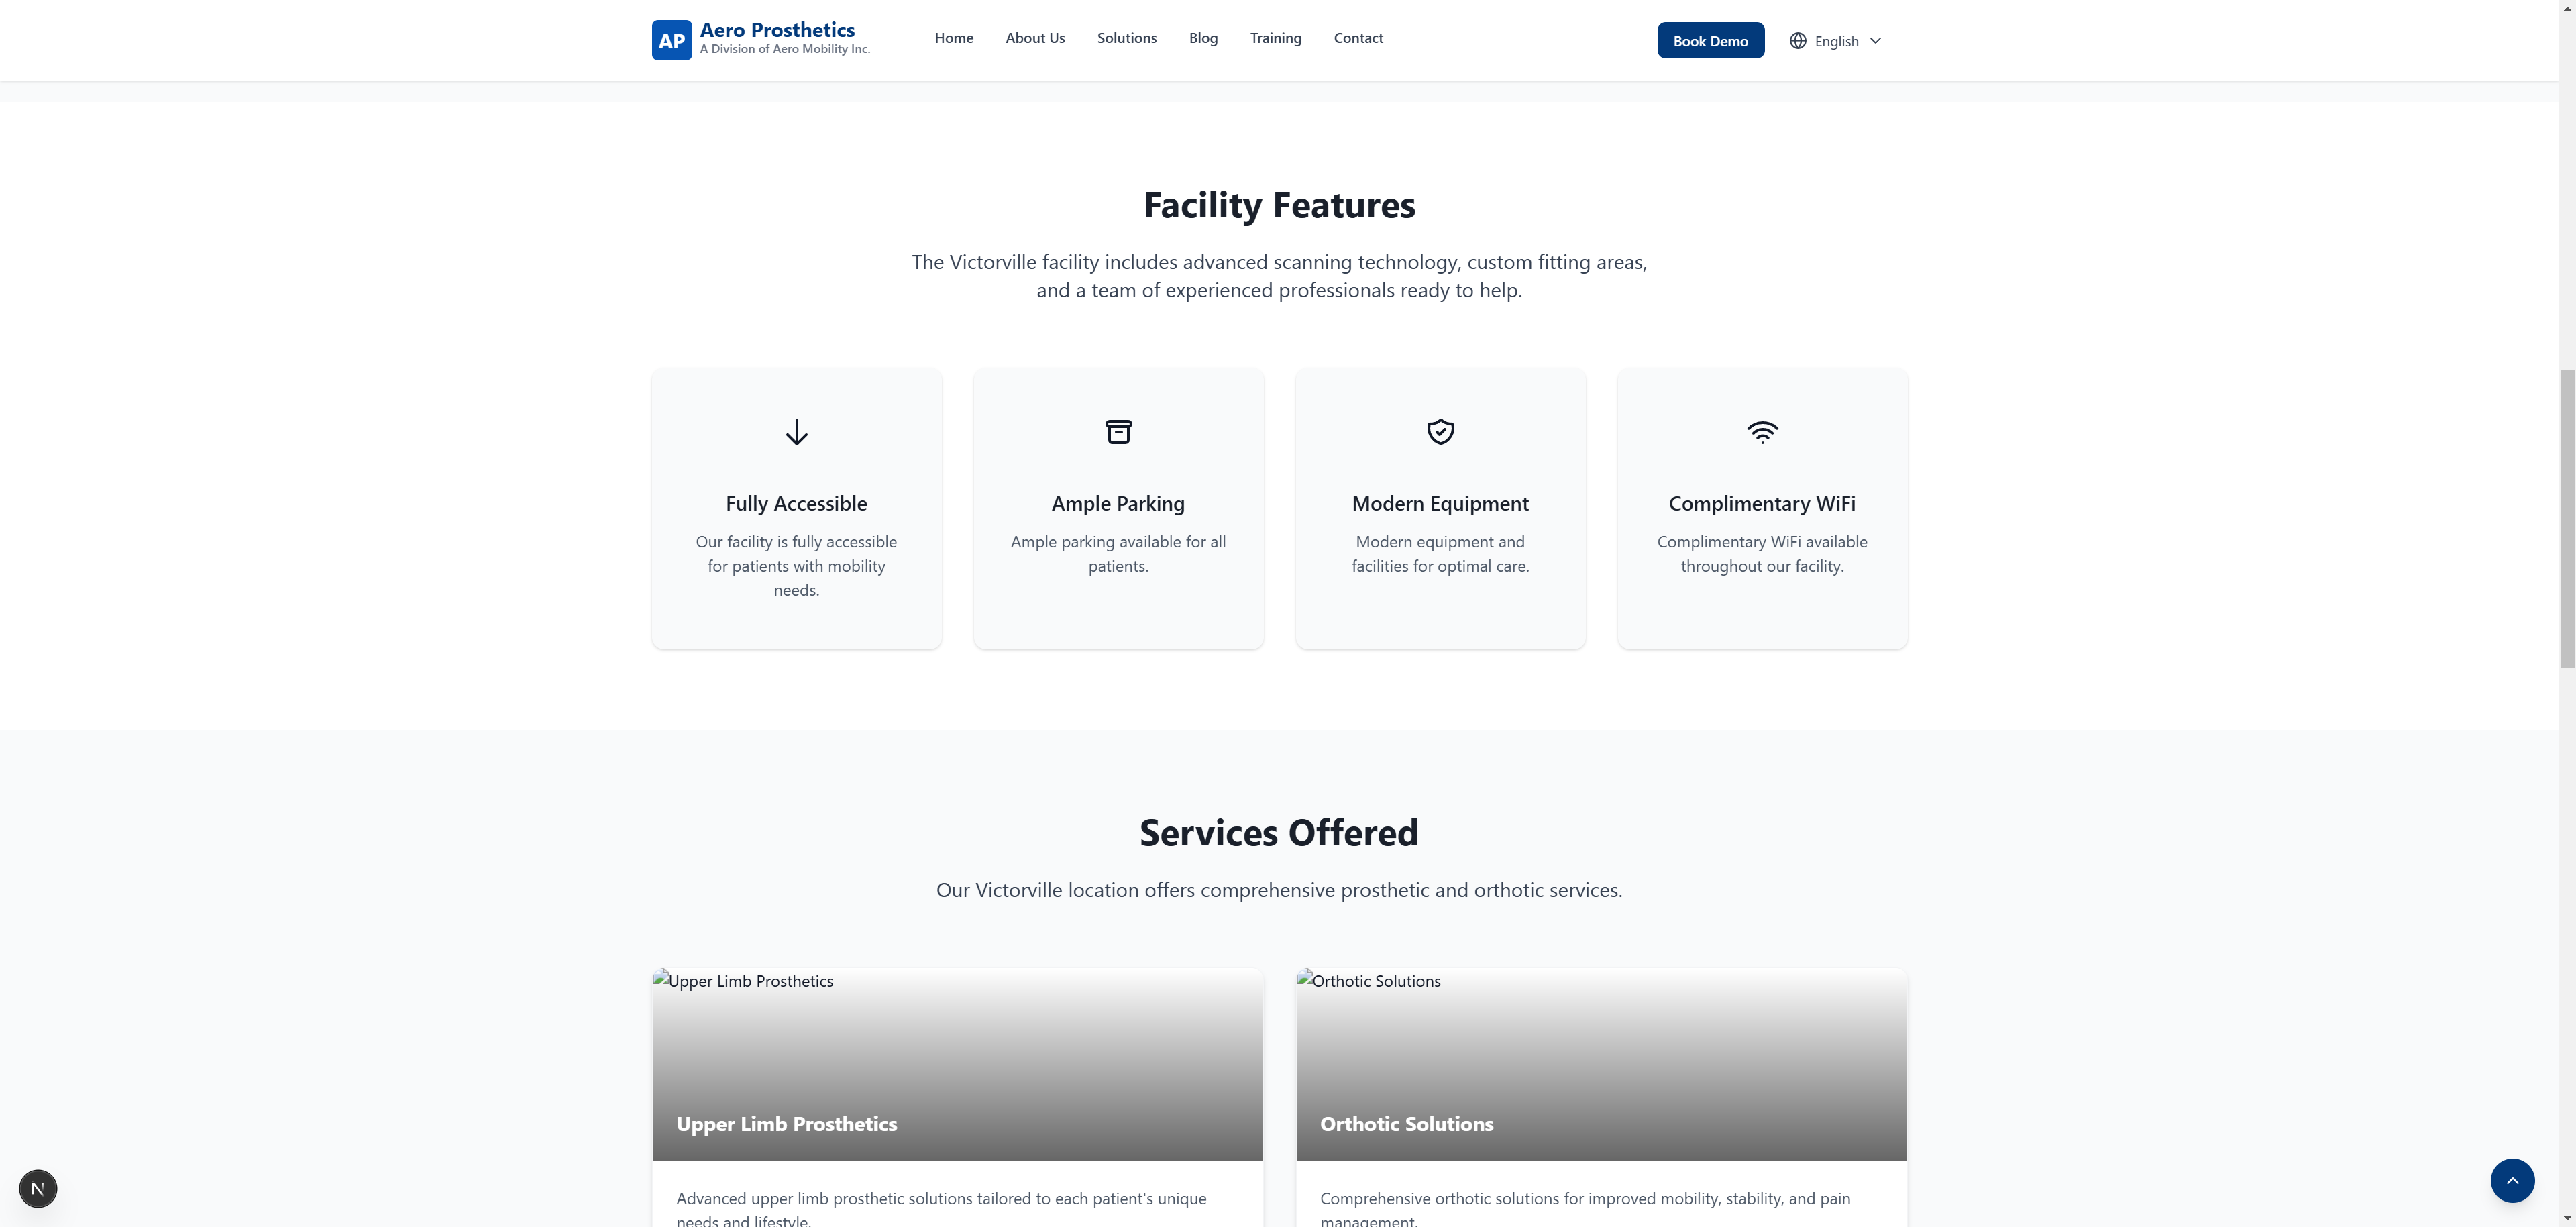 AP
Aero Prosthetics
A Division of Aero Mobility Inc.
Home
About Us
Solutions
Blog
Training
Contact
Book Demo
English
Facility Features
The Victorville facility includes advanced scanning technology, custom fitting areas,
and a team of experienced professionals ready to help.
Fully Accessible
Our facility is fully accessible
for patients with mobility
needs.
Ample Parking
Ample parking available for all
patients.
Modern Equipment
Modern equipment and
facilities for optimal care.
Complimentary WiFi
Complimentary WiFi available
throughout our facility.
Services Offered
Our Victorville location offers comprehensive prosthetic and orthotic services.
Upper Limb Prosthetics
Upper Limb Prosthetics
Advanced upper limb prosthetic solutions tailored to each patient's unique
needs and lifestyle.
Orthotic Solutions
Orthotic Solutions
Comprehensive orthotic solutions for improved mobility, stability, and pain
management.
N